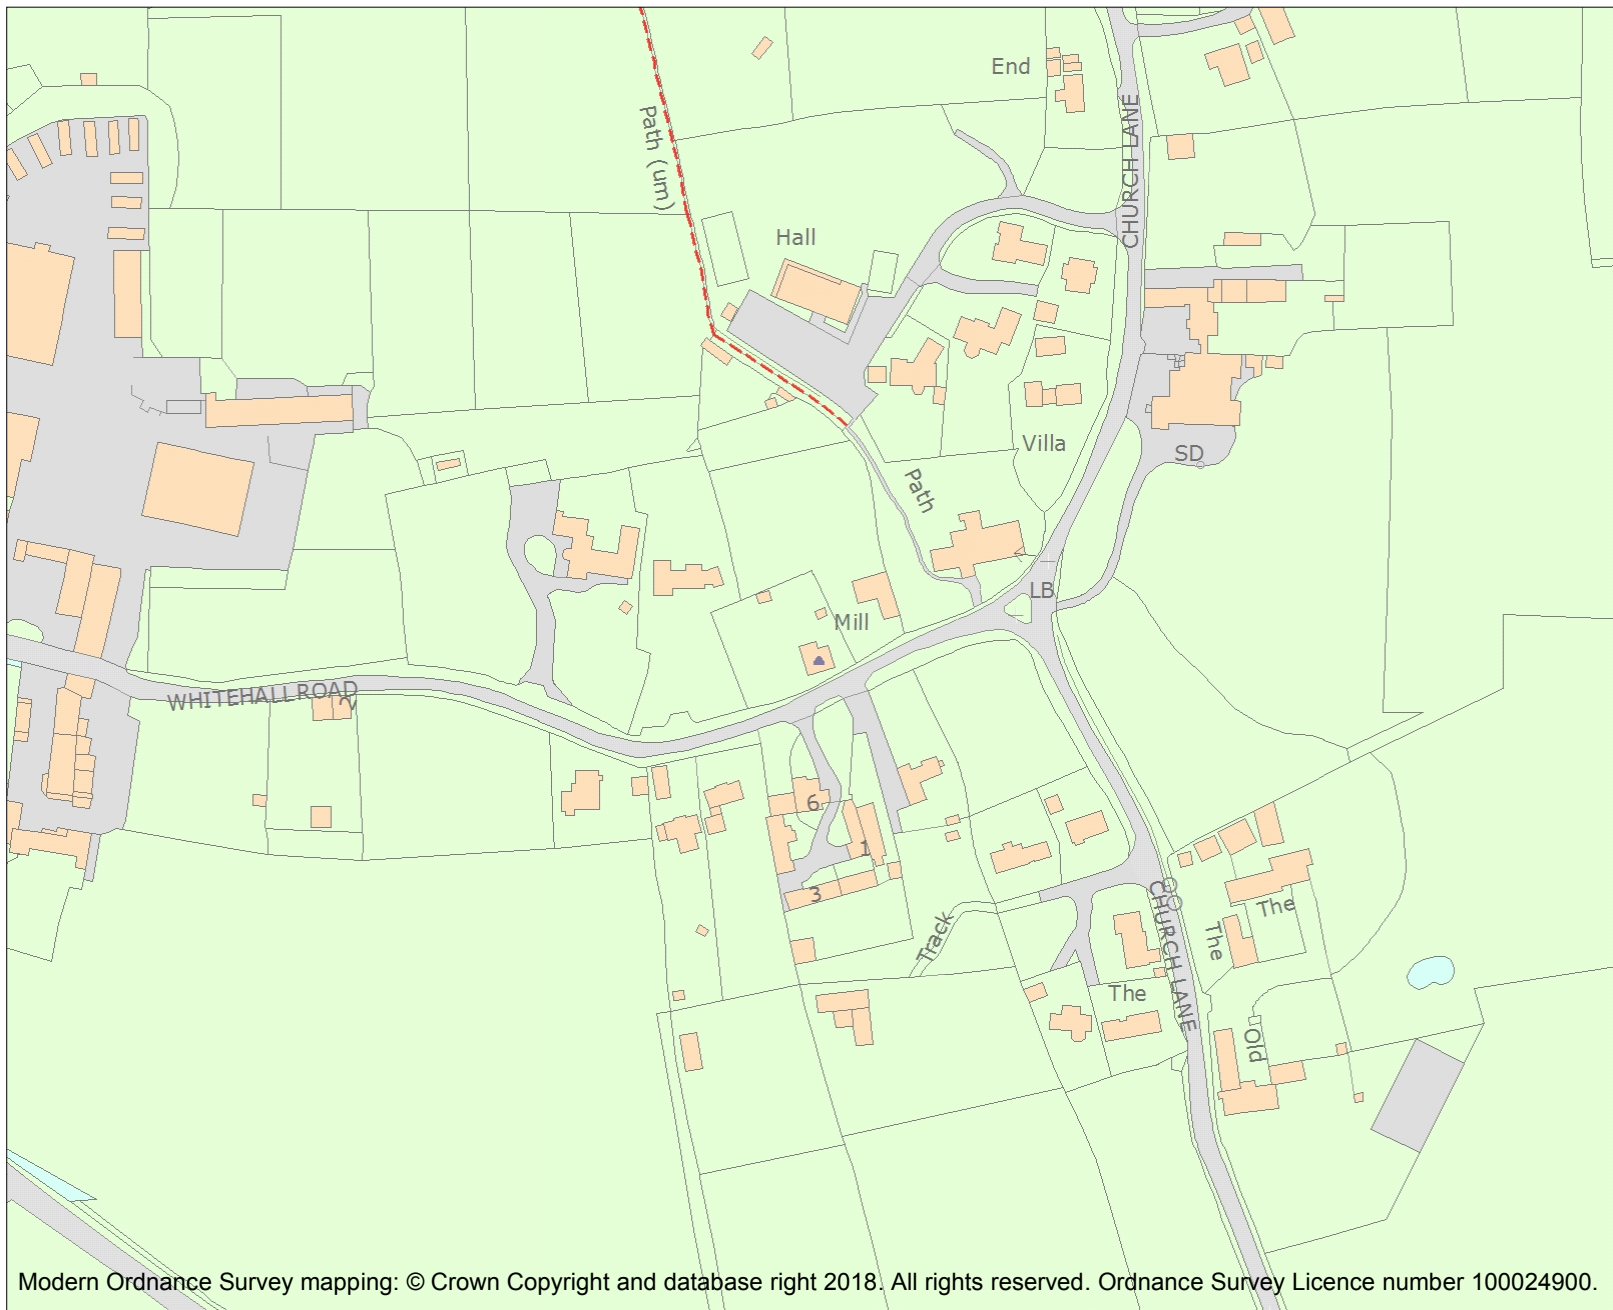 End
CHURCH LANE
Path (um)
Hall
Villa
SD
Path
LB
Mill
WHITEHALL ROAD
2
6
1
3
Track
CHURCH LANE
The
The
The
Old
Modern Ordnance Survey mapping: © Crown Copyright and database right 2018. All rights reserved. Ordnance Survey Licence number 100024900.